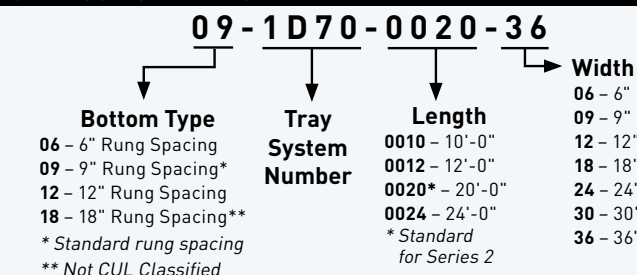 09-1D70-0020-36
Bottom Type
06 – 6" Rung Spacing
09 – 9" Rung Spacing*
12 – 12" Rung Spacing
18 – 18" Rung Spacing**
* Standard rung spacing
** Not CUL Classified
Tray
System
Number
Length
0010 – 10'-0"
0012 – 12'-0"
0020* – 20'-0"
0024 – 24'-0"
* Standard
for Series 2
Width
06 – 6"
09 – 9"
12 – 12"
18 – 18"
24 – 24"
30 – 30"
36 – 36"